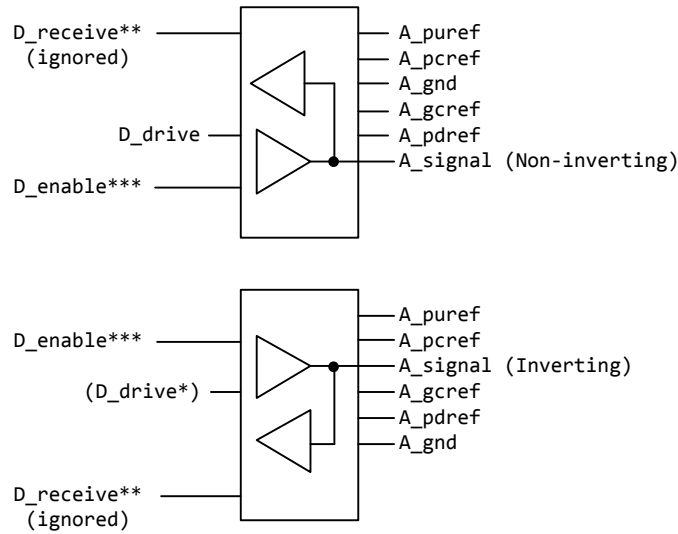 D_receive**
(ignored)
D_drive
D_enable***
A_puref
A_pcref
A_gnd
A_gcref
A_pdref
A_signal (Non-inverting)
D_enable***
(D_drive*)
D_receive**
(ignored)
A_puref
A_pcref
A_signal (Inverting)
A_gcref
A_pdref
A_gnd